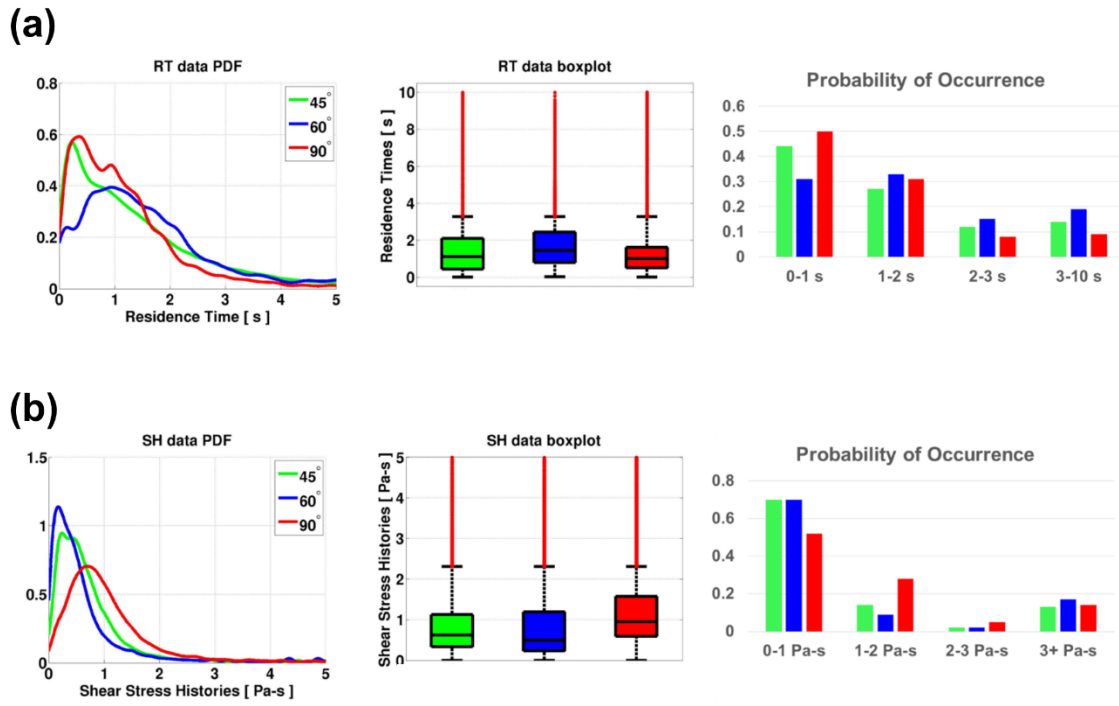 (a)
RT data PDF
0.8
0.6
0.4
0.2
0
0 1 2 3 4 5
Residence Time [ s ]
45°
60°
90°
RT data boxplot
Residence Times [ s ]
10
8
6
4
2
0
Probability of Occurrence
0.6
0.5
0.4
0.3
0.2
0.1
0
0-1 s 1-2 s 2-3 s 3-10 s
(b)
SH data PDF
1.5
1
0.5
0
0 1 2 3 4 5
Shear Stress Histories [ Pa-s ]
45°
60°
90°
SH data boxplot
Shear Stress Histories [ Pa-s ]
5
4
3
2
1
0
Probability of Occurrence
0.8
0.6
0.4
0.2
0
0-1 Pa-s 1-2 Pa-s 2-3 Pa-s 3+ Pa-s